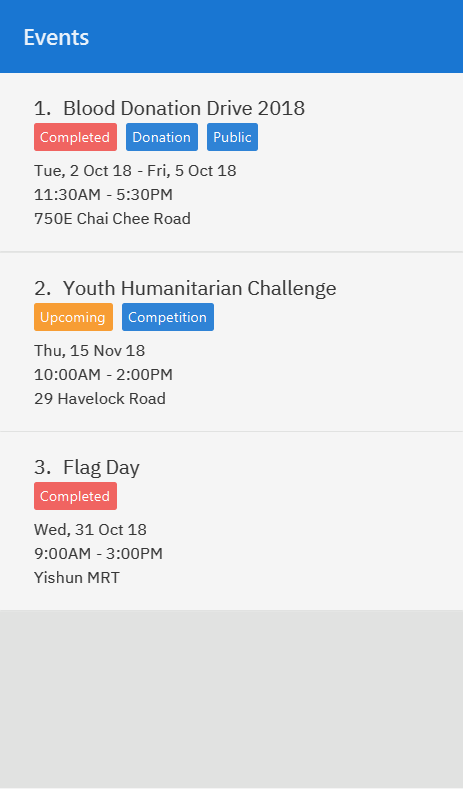 Events
1. Blood Donation Drive 2018
Completed Donation Public
Tue, 2 Oct 18 - Fri, 5 Oct 18
11:30AM - 5:30PM
750E Chai Chee Road
2. Youth Humanitarian Challenge
Upcoming Competition
Thu, 15 Nov 18
10:00AM - 2:00PM
29 Havelock Road
3. Flag Day
Completed
Wed, 31 Oct 18
9:00AM - 3:00PM
Yishun MRT